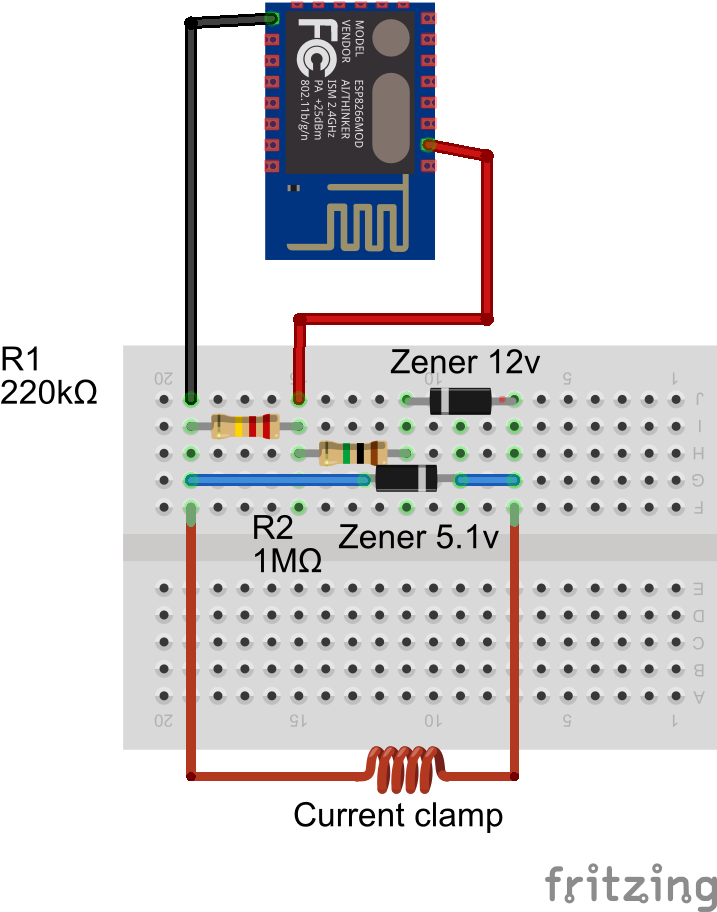 MODEL
VENDOR
ESP8266MOD
AI/THINKER
ISM 2.4GHz
PA +25dBm
802.11b/g/n
FC
R1
220kΩ
Zener 12v
20
15
10
5
1
J
I
H
G
F
R2
1MΩ
Zener 5.1v
E
D
C
B
A
20
15
10
5
1
Current clamp
fritzing